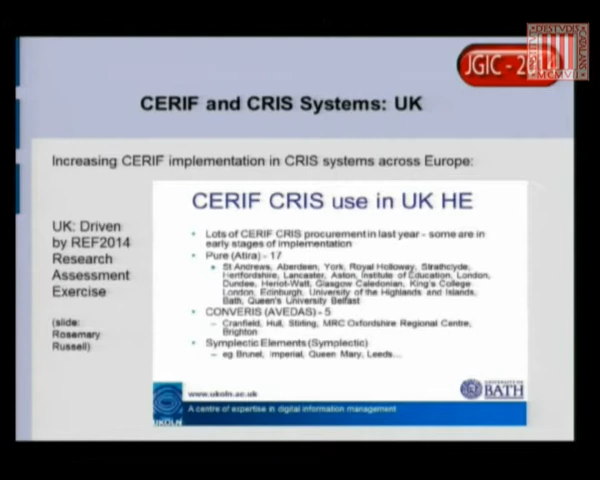 JGIC - 20
MCMVII
CERIF and CRIS Systems: UK
Increasing CERIF implementation in CRIS systems across Europe:
UK: Driven
by REF2014
Research
Assessment
Exercise
(slide:
Rosemary
Russell)
CERIF CRIS use in UK HE
• Lots of CERIF CRIS procurement in last year - some are in
early stages of implementation
• Pure (Atira) - 17
• St Andrews, Aberdeen, York, Royal Holloway, Strathclyde,
Hertfordshire, Lancaster, Aston, Institute of Education, London,
Dundee, Heriot-Watt, Glasgow Caledonian, King's College
London, Edinburgh, University of the Highlands and Islands,
Bath, Queen's University Belfast
• CONVERIS (AVEDAS) - 5
– Cranfield, Hull, Stirling, MRC Oxfordshire Regional Centre,
Brighton
• Symplectic Elements (Symplectic)
– eg Brunel, Imperial, Queen Mary, Leeds...
www.ukoln.ac.uk
A centre of expertise in digital information management
UKOLN
UNIVERSITY OF
BATH